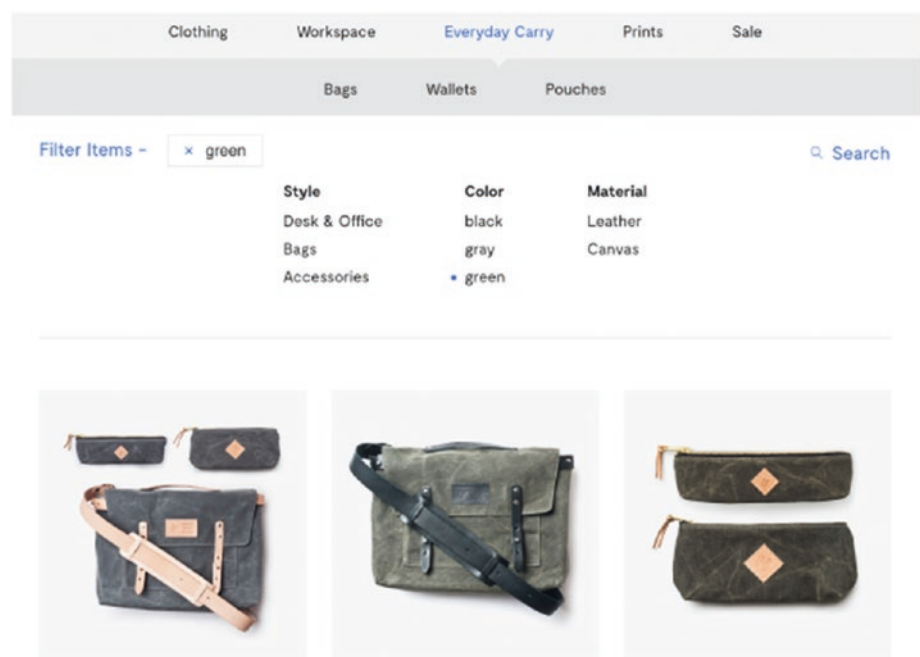 Clothing Workspace Everyday Carry Prints Sale
Bags Wallets Pouches
Filter Items – × green Search
Style Color Material
Desk & Office black Leather
Bags gray Canvas
Accessories • green